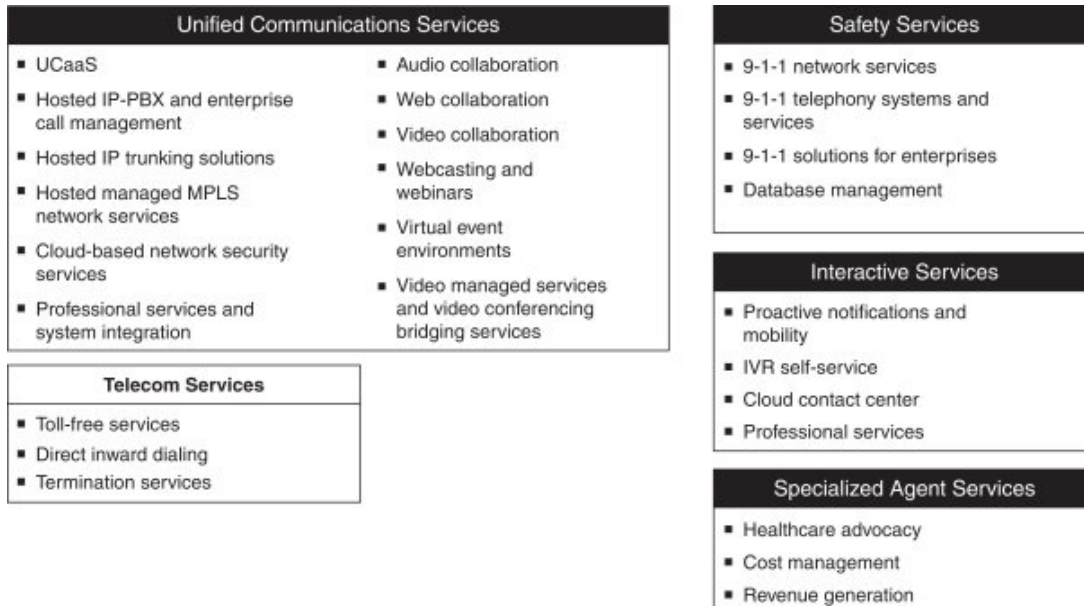 Unified Communications Services
■ UCaaS
■ Hosted IP-PBX and enterprise
call management
■ Hosted IP trunking solutions
■ Hosted managed MPLS
network services
■ Cloud-based network security
services
■ Professional services and
system integration
■ Audio collaboration
■ Web collaboration
■ Video collaboration
■ Webcasting and
webinars
■ Virtual event
environments
■ Video managed services
and video conferencing
bridging services
Telecom Services
■ Toll-free services
■ Direct inward dialing
■ Termination services
Safety Services
■ 9-1-1 network services
■ 9-1-1 telephony systems and
services
■ 9-1-1 solutions for enterprises
■ Database management
Interactive Services
■ Proactive notifications and
mobility
■ IVR self-service
■ Cloud contact center
■ Professional services
Specialized Agent Services
■ Healthcare advocacy
■ Cost management
■ Revenue generation